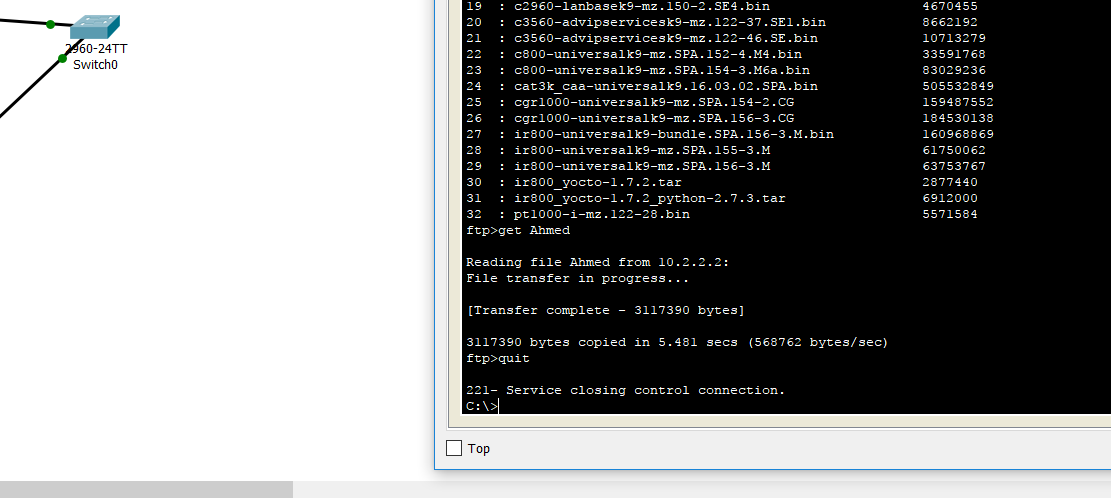 2960-24TT
Switch0
19  : c2960-lanbasek9-mz.150-2.SE4.bin                   4670455
20  : c3560-advipservicesk9-mz.122-37.SE1.bin            8662192
21  : c3560-advipservicesk9-mz.122-46.SE.bin             10713279
22  : c800-universalk9-mz.SPA.152-4.M4.bin               33591768
23  : c800-universalk9-mz.SPA.154-3.M6a.bin              83029236
24  : cat3k_caa-universalk9.16.03.02.SPA.bin             505532849
25  : cgr1000-universalk9-mz.SPA.154-2.CG                159487552
26  : cgr1000-universalk9-mz.SPA.156-3.CG                184530138
27  : ir800-universalk9-bundle.SPA.156-3.M.bin           160968869
28  : ir800-universalk9-mz.SPA.155-3.M                   61750062
29  : ir800-universalk9-mz.SPA.156-3.M                   63753767
30  : ir800_yocto-1.7.2.tar                              2877440
31  : ir800_yocto-1.7.2_python-2.7.3.tar                 6912000
32  : pt1000-i-mz.122-28.bin                             5571584
ftp>get Ahmed
Reading file Ahmed from 10.2.2.2:
File transfer in progress...
[Transfer complete - 3117390 bytes]
3117390 bytes copied in 5.481 secs (568762 bytes/sec)
ftp>quit
221- Service closing control connection.
C:\>
Top